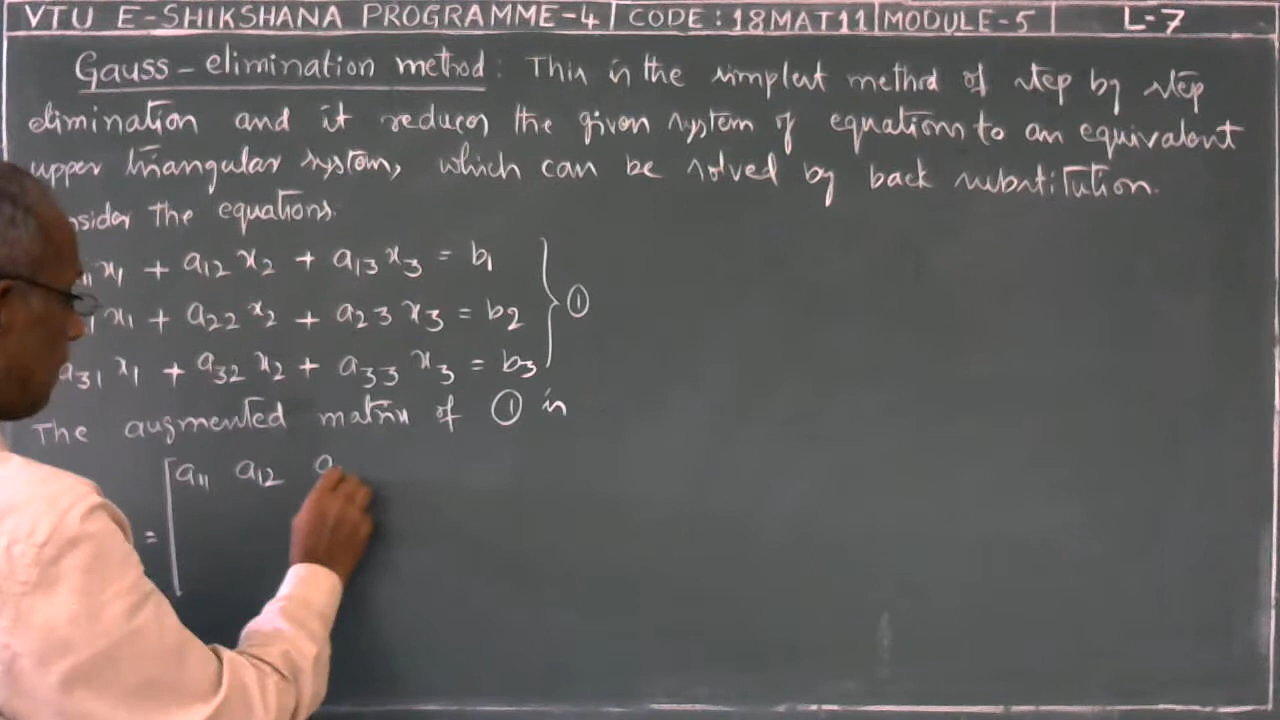 VTU E-SHIKSHANA PROGRAMME-4 | CODE: 18MAT11 | MODULE-5 | L-7
Gauss-elimination method: This is the simplest method of step by step
elimination and it reduces the given system of equations to an equivalent
upper triangular system, which can be solved by back substitution.
nsider the equations.
x₁ + a₁₂ x₂ + a₁₃ x₃ = b₁
x₁ + a₂₂ x₂ + a₂₃ x₃ = b₂
a₃₁ x₁ + a₃₂ x₂ + a₃₃ x₃ = b₃
①
The augmented matrix of ① is
= [ a₁₁ a₁₂ a